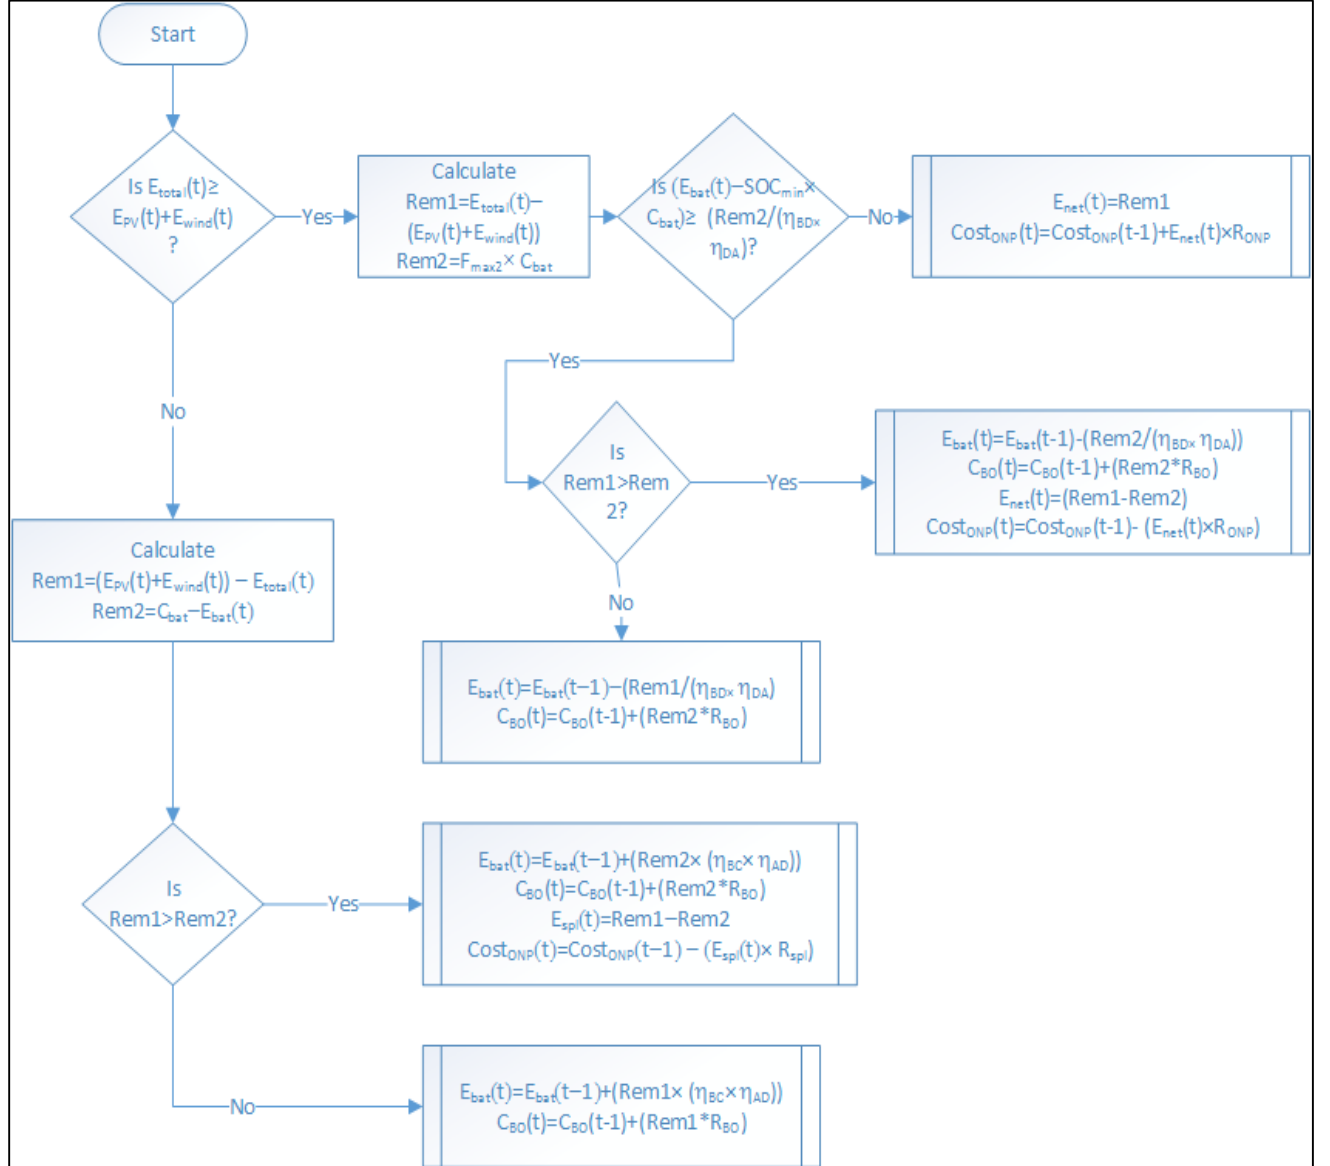 Start
Is Etotal(t)≥
EPV(t)+Ewind(t)
?
Yes
Calculate
Rem1=Etotal(t)−
(EPV(t)+Ewind(t))
Rem2=Fmax2× Cbat
Is (Ebat(t)−SOCmin×
Cbat)≥ (Rem2/(ηBD×
ηDA)?
No
Enet(t)=Rem1
CostONP(t)=CostONP(t-1)+Enet(t)×RONP
Yes
No
Is
Rem1>Rem
2?
Yes
Ebat(t)=Ebat(t-1)-(Rem2/(ηBD× ηDA))
CBO(t)=CBO(t-1)+(Rem2*RBO)
Enet(t)=(Rem1-Rem2)
CostONP(t)=CostONP(t-1)- (Enet(t)×RONP)
Calculate
Rem1=(EPV(t)+Ewind(t)) − Etotal(t)
Rem2=Cbat−Ebat(t)
No
Ebat(t)=Ebat(t−1)−(Rem1/(ηBD× ηDA)
CBO(t)=CBO(t-1)+(Rem2*RBO)
Is
Rem1>Rem2?
Yes
Ebat(t)=Ebat(t−1)+(Rem2× (ηBC× ηAD))
CBO(t)=CBO(t-1)+(Rem2*RBO)
Espl(t)=Rem1−Rem2
CostONP(t)=CostONP(t−1) − (Espl(t)× Rspl)
No
Ebat(t)=Ebat(t−1)+(Rem1× (ηBC×ηAD))
CBO(t)=CBO(t-1)+(Rem1*RBO)